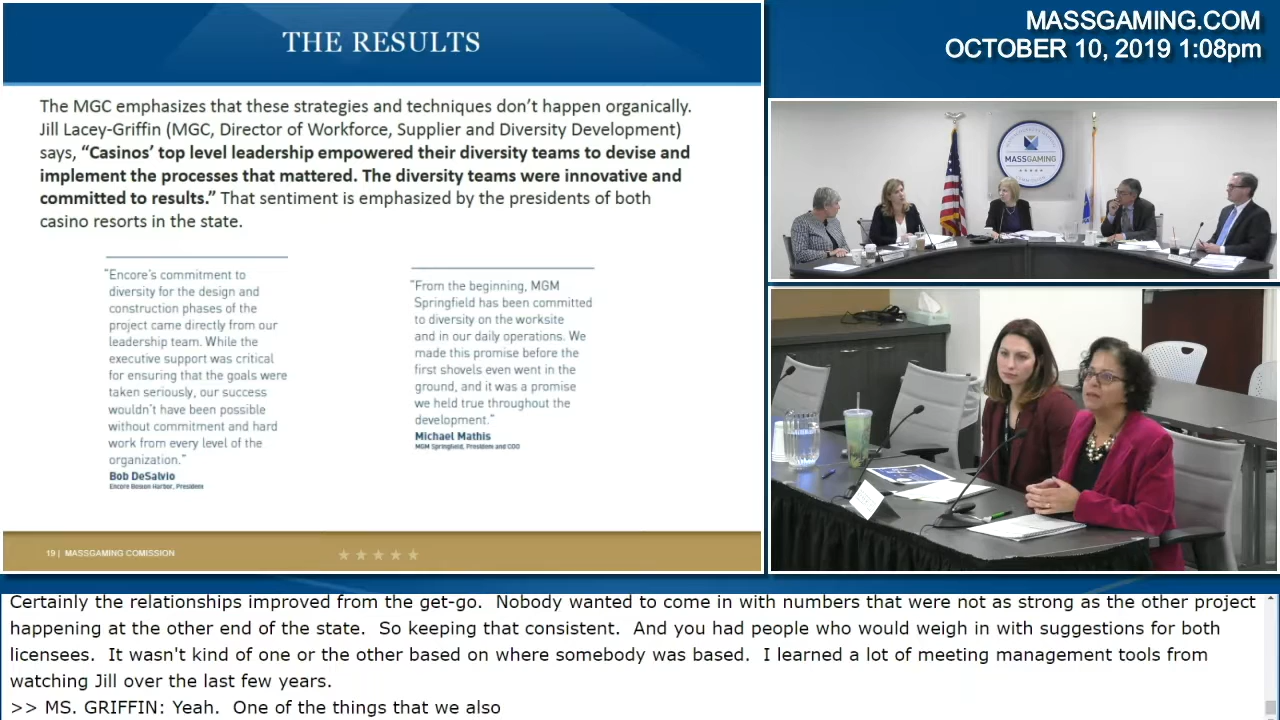 THE RESULTS
The MGC emphasizes that these strategies and techniques don't happen organically.
Jill Lacey-Griffin (MGC, Director of Workforce, Supplier and Diversity Development)
says, "Casinos' top level leadership empowered their diversity teams to devise and
implement the processes that mattered. The diversity teams were innovative and
committed to results." That sentiment is emphasized by the presidents of both
casino resorts in the state.
"Encore's commitment to
diversity for the design and
construction phases of the
project came directly from our
leadership team. While the
executive support was critical
for ensuring that the goals were
taken seriously, our success
wouldn't have been possible
without commitment and hard
work from every level of the
organization."
Bob DeSalvio
Encore Boston Harbor, President
"From the beginning, MGM
Springfield has been committed
to diversity on the worksite
and in our daily operations. We
made this promise before the
first shovels even went in the
ground, and it was a promise
we held true throughout the
development."
Michael Mathis
MGM Springfield, President and COO
19 | MASSGAMING COMISSION
MASSGAMING.COM
OCTOBER 10, 2019 1:08pm
MASSGAMING
Certainly the relationships improved from the get-go.  Nobody wanted to come in with numbers that were not as strong as the other project
happening at the other end of the state.  So keeping that consistent.  And you had people who would weigh in with suggestions for both
licensees.  It wasn't kind of one or the other based on where somebody was based.  I learned a lot of meeting management tools from
watching Jill over the last few years.
>> MS. GRIFFIN: Yeah.  One of the things that we also